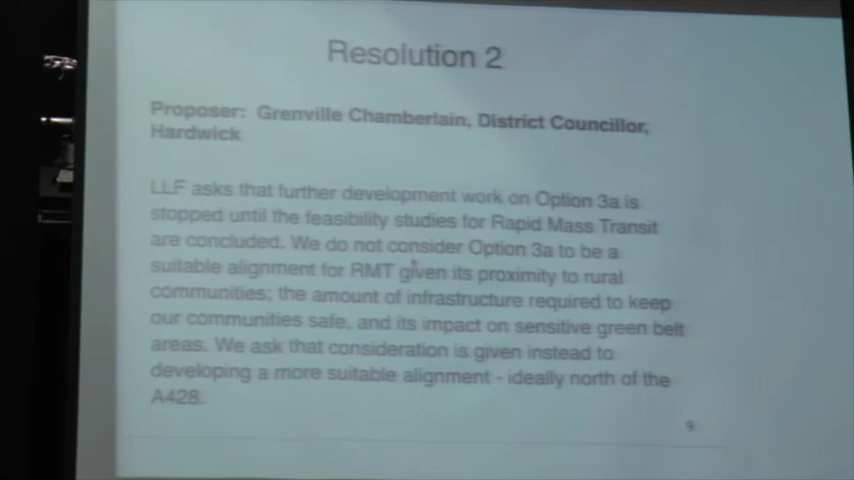 Resolution 2
Proposer: Grenville Chamberlain, District Councillor,
Hardwick
LLF asks that further development work on Option 3a is
stopped until the feasibility studies for Rapid Mass Transit
are concluded. We do not consider Option 3a to be a
suitable alignment for RMT given its proximity to rural
communities; the amount of infrastructure required to keep
our communities safe, and its impact on sensitive green belt
areas. We ask that consideration is given instead to
developing a more suitable alignment - ideally north of the
A428.
9